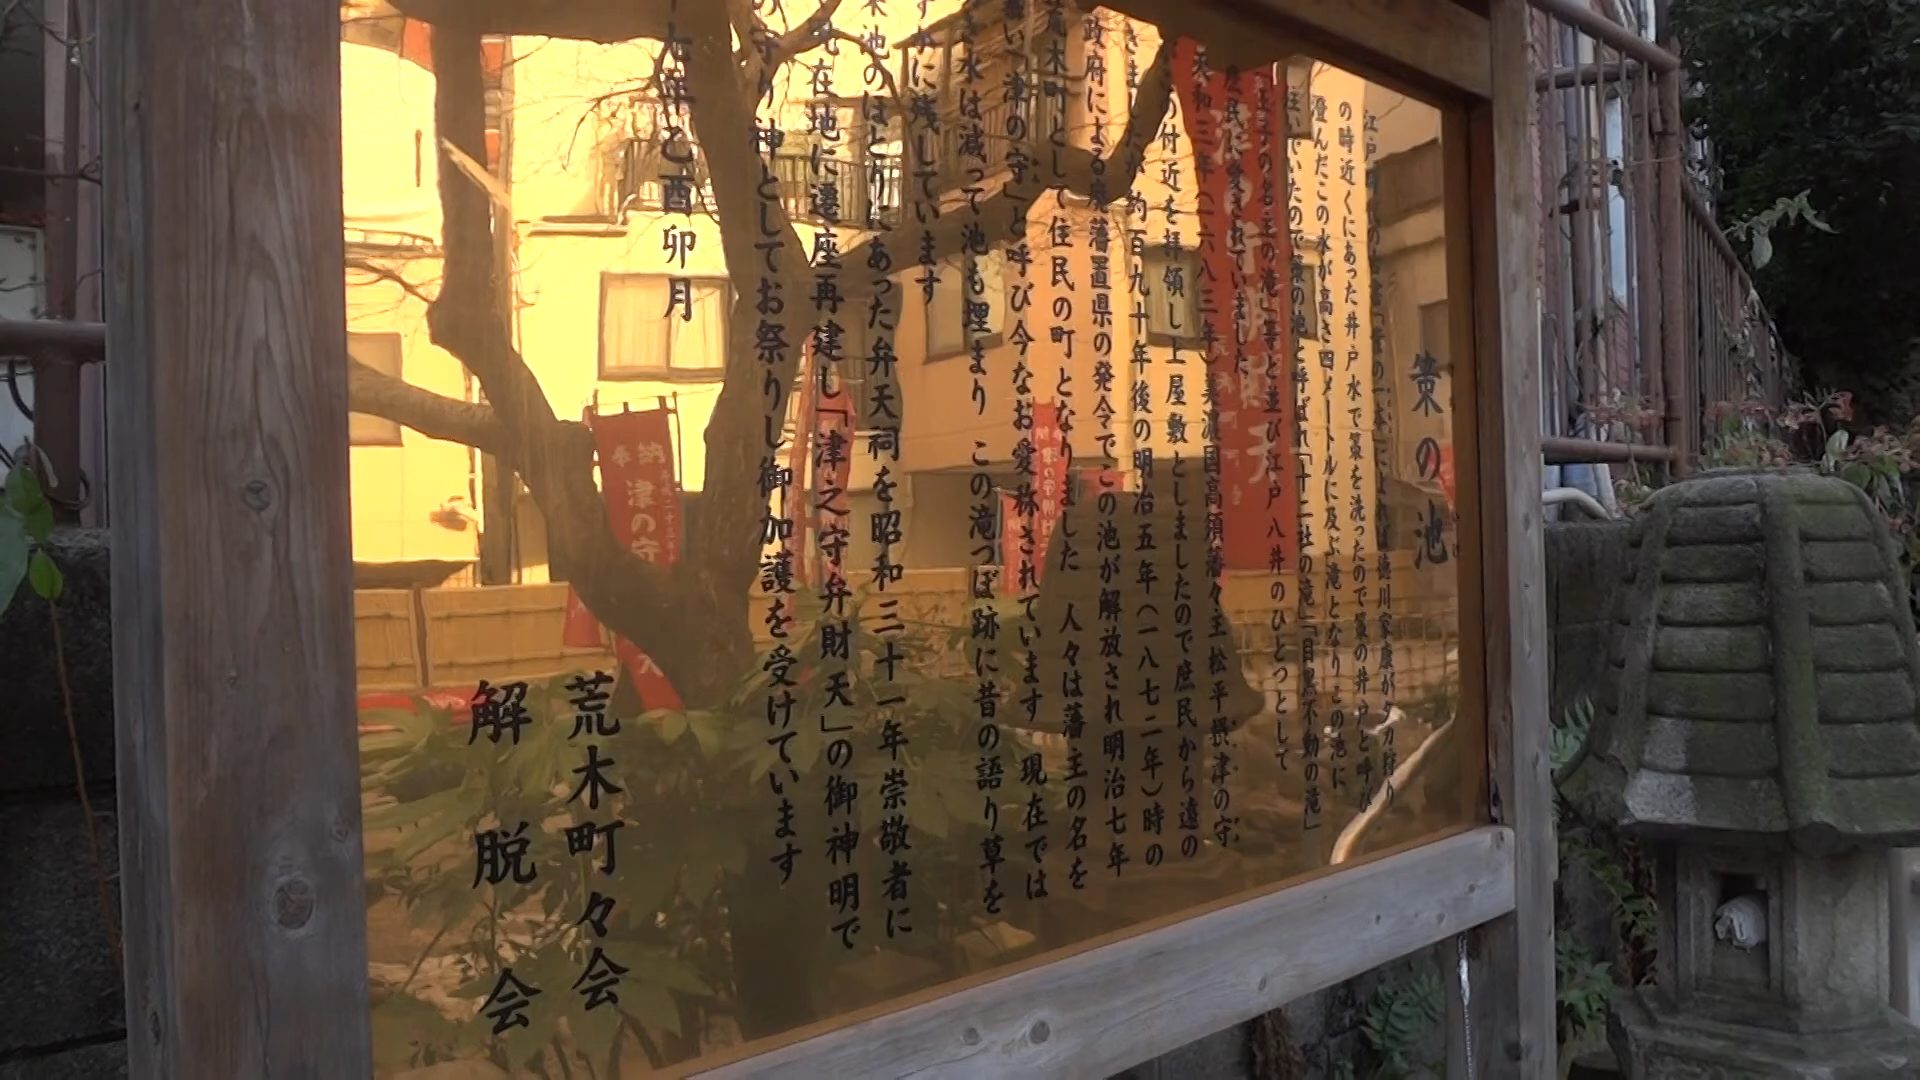 策の池
の時近くにあった井戸水で策を洗ったので策の井戸と呼び
澄んだこの水が高さ四メートルに及ぶ滝となりこの池に
注いでいたので策の池と呼ばれ「十二社の滝」「目黒不動の滝」
王子の名主の滝」等と並び江戸八井のひとつとして
庶民に愛されていました
天和三年(一六八三年)美濃国高須藩々主松平摂津の守
の付近を拝領し上屋敷としましたので庶民から遠の
きましたが 約百九十年後の明治五年(一八七二年)時の
政府による廃藩置県の発令でこの池が解放され明治七年
荒木町として住民の町となりました 人々は藩主の名を
「津の守」と呼び今なお愛称されています 現在では
水は減って池も埋まり この滝つぼ跡に昔の語り草を
ずかに残しています
池のほとりにあった弁天祠を昭和三十一年崇敬者に
現在地に遷座再建し「津之守弁財天」の御神明で
の守り神としてお祭りし御加護を受けています
十七年乙酉卯月
荒木町々会
解脱会
奉納
津の守